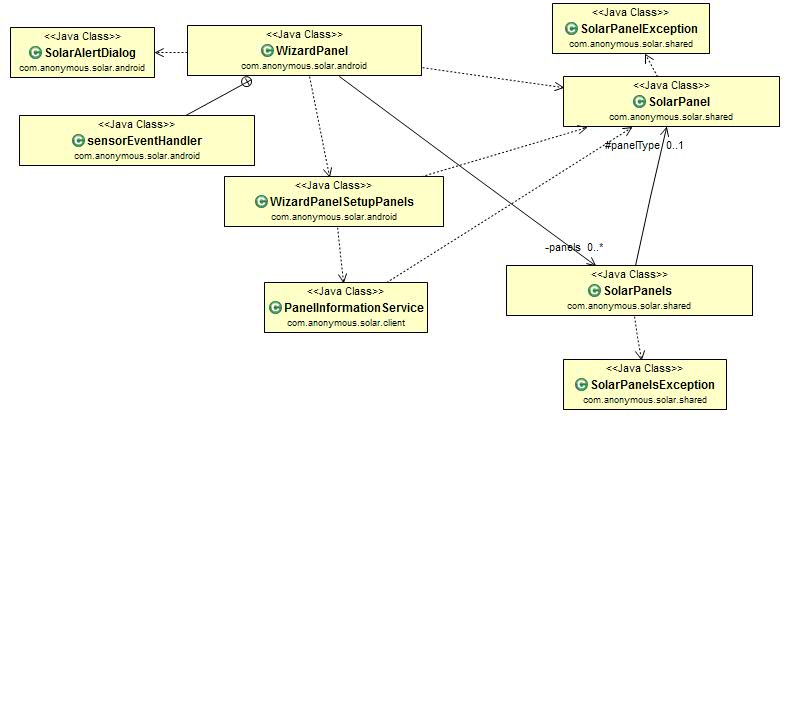 <<Java Class>>
SolarPanelException
com.anonymous.solar.shared
<<Java Class>>
SolarAlertDialog
com.anonymous.solar.android
<<Java Class>>
WizardPanel
com.anonymous.solar.android
<<Java Class>>
SolarPanel
com.anonymous.solar.shared
<<Java Class>>
sensorEventHandler
com.anonymous.solar.android
#panelType 0..1
<<Java Class>>
WizardPanelSetupPanels
com.anonymous.solar.android
-panels 0..*
<<Java Class>>
SolarPanels
com.anonymous.solar.shared
<<Java Class>>
PanelInformationService
com.anonymous.solar.client
<<Java Class>>
SolarPanelsException
com.anonymous.solar.shared